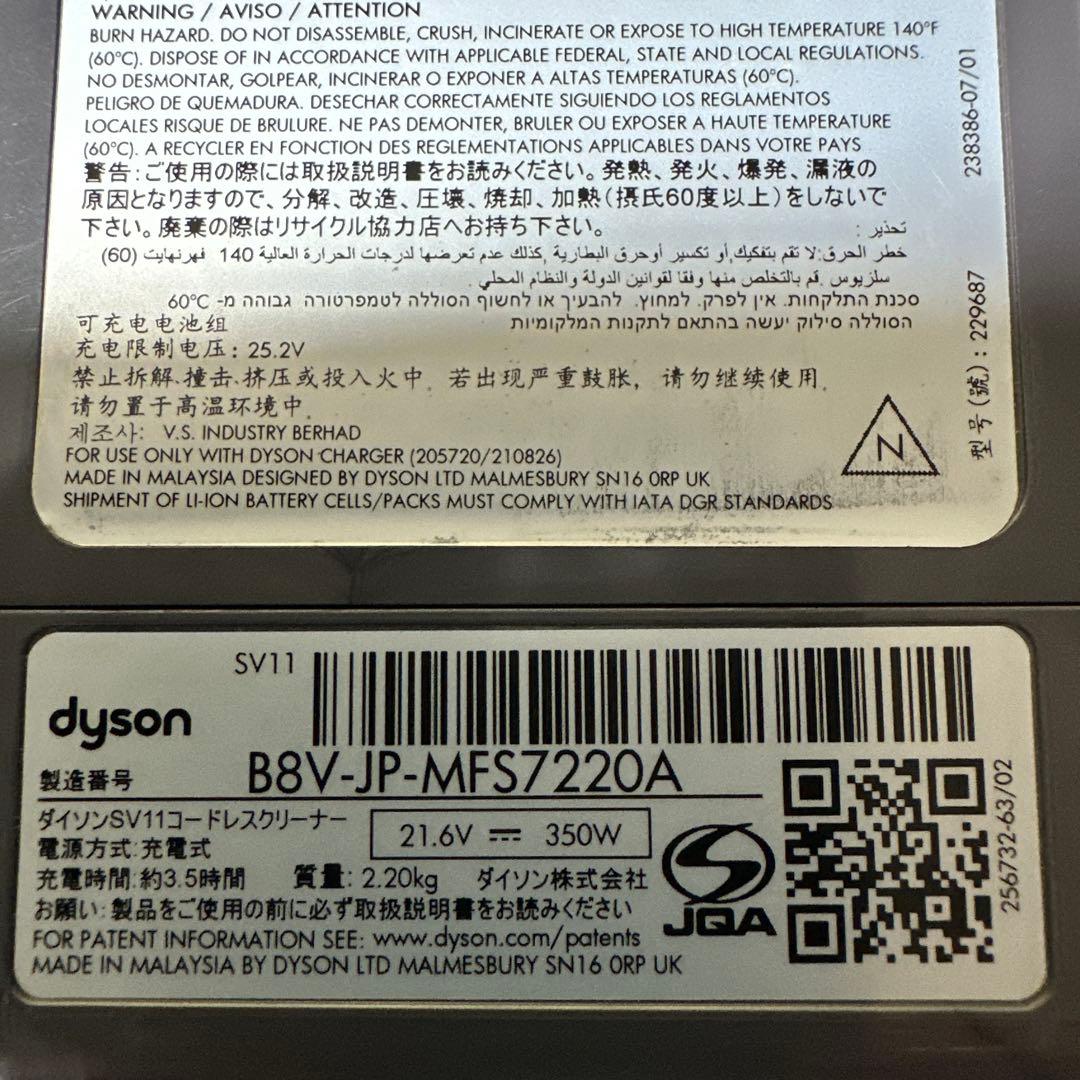 WARNING / AVISO / ATTENTION
BURN HAZARD. DO NOT DISASSEMBLE, CRUSH, INCINERATE OR EXPOSE TO HIGH TEMPERATURE 140°F
(60°C). DISPOSE OF IN ACCORDANCE WITH APPLICABLE FEDERAL, STATE AND LOCAL REGULATIONS.
NO DESMONTAR, GOLPEAR, INCINERAR O EXPONER A ALTAS TEMPERATURAS (60°C).
PELIGRO DE QUEMADURA. DESECHAR CORRECTAMENTE SIGUIENDO LOS REGLAMENTOS
LOCALES RISQUE DE BRULURE. NE PAS DEMONTER, BRULER OU EXPOSER A HAUTE TEMPERATURE
(60°C). A RECYCLER EN FONCTION DES REGLEMENTATIONS APPLICABLES DANS VOTRE PAYS
警告:ご使用の際には取扱説明書をお読みください。発熱、発火、爆発、漏液の
原因となりますので、分解、改造、圧壊、焼却、加熱(摂氏60度以上)をしないで
下さい。廃棄の際はリサイクル協力店へお持ち下さい。
تحذير :
خطر الحرق: لا تقم بتفكيك أو تكسير أوحرق البطارية ,كذلك عدم تعرضها لدرجات الحرارة العالية 140 فهرنهايت (60)
سلزيوس .قم بالتخلص منها وفقا لقوانين الدولة والنظام المحلي .
סכנת התלקחות. אין לפרק. למחוץ. להבעיך או לחשוף הסוללה לטמפרטורה גבוהה מ- 60°C
הסוללה סילוק יעשה בהתאם לתקנות המלקומיות
可充电电池组
充电限制电压: 25.2V
禁止拆解、撞击、挤压或投入火中. 若出现严重鼓胀, 请勿继续使用.
请勿置于高温环境中.
제조사: V.S. INDUSTRY BERHAD
FOR USE ONLY WITH DYSON CHARGER (205720/210826)
MADE IN MALAYSIA DESIGNED BY DYSON LTD MALMESBURY SN16 0RP UK
SHIPMENT OF LI-ION BATTERY CELLS/PACKS MUST COMPLY WITH IATA DGR STANDARDS
N
238386-07/01
型号(號): 229687
SV11
dyson
製造番号 B8V-JP-MFS7220A
ダイソンSV11コードレスクリーナー
21.6V 350W
電源方式:充電式
充電時間:約3.5時間 質量: 2.20kg ダイソン株式会社
お願い:製品をご使用の前に必ず取扱説明書をお読みください
FOR PATENT INFORMATION SEE: www.dyson.com/patents
MADE IN MALAYSIA BY DYSON LTD MALMESBURY SN16 0RP UK
JQA
256732-63/02